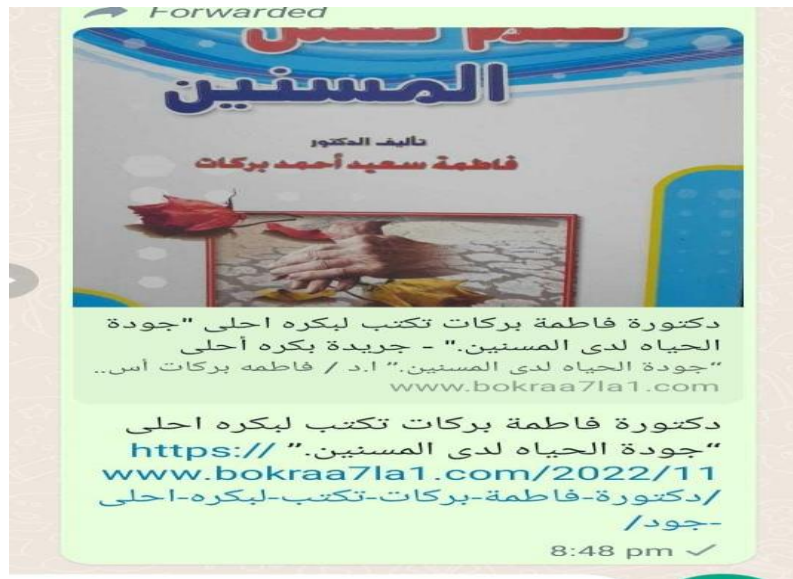 Forwarded
علم نفس
المسنين
تأليف الدكتور
فاطمة سعيد أحمد بركات
دكتورة فاطمة بركات تكتب لبكره احلى "جودة
الحياه لدى المسنين." - جريدة بكره أحلى
"جودة الحياه لدى المسنين." ا.د / فاطمه بركات أس..
www.bokraa7la1.com
دكتورة فاطمة بركات تكتب لبكره احلى
“جودة الحياه لدى المسنين.” https://
www.bokraa7la1.com/2022/11
/دكتورة-فاطمة-بركات-تكتب-لبكره-احلى
-جود/
8:48 pm